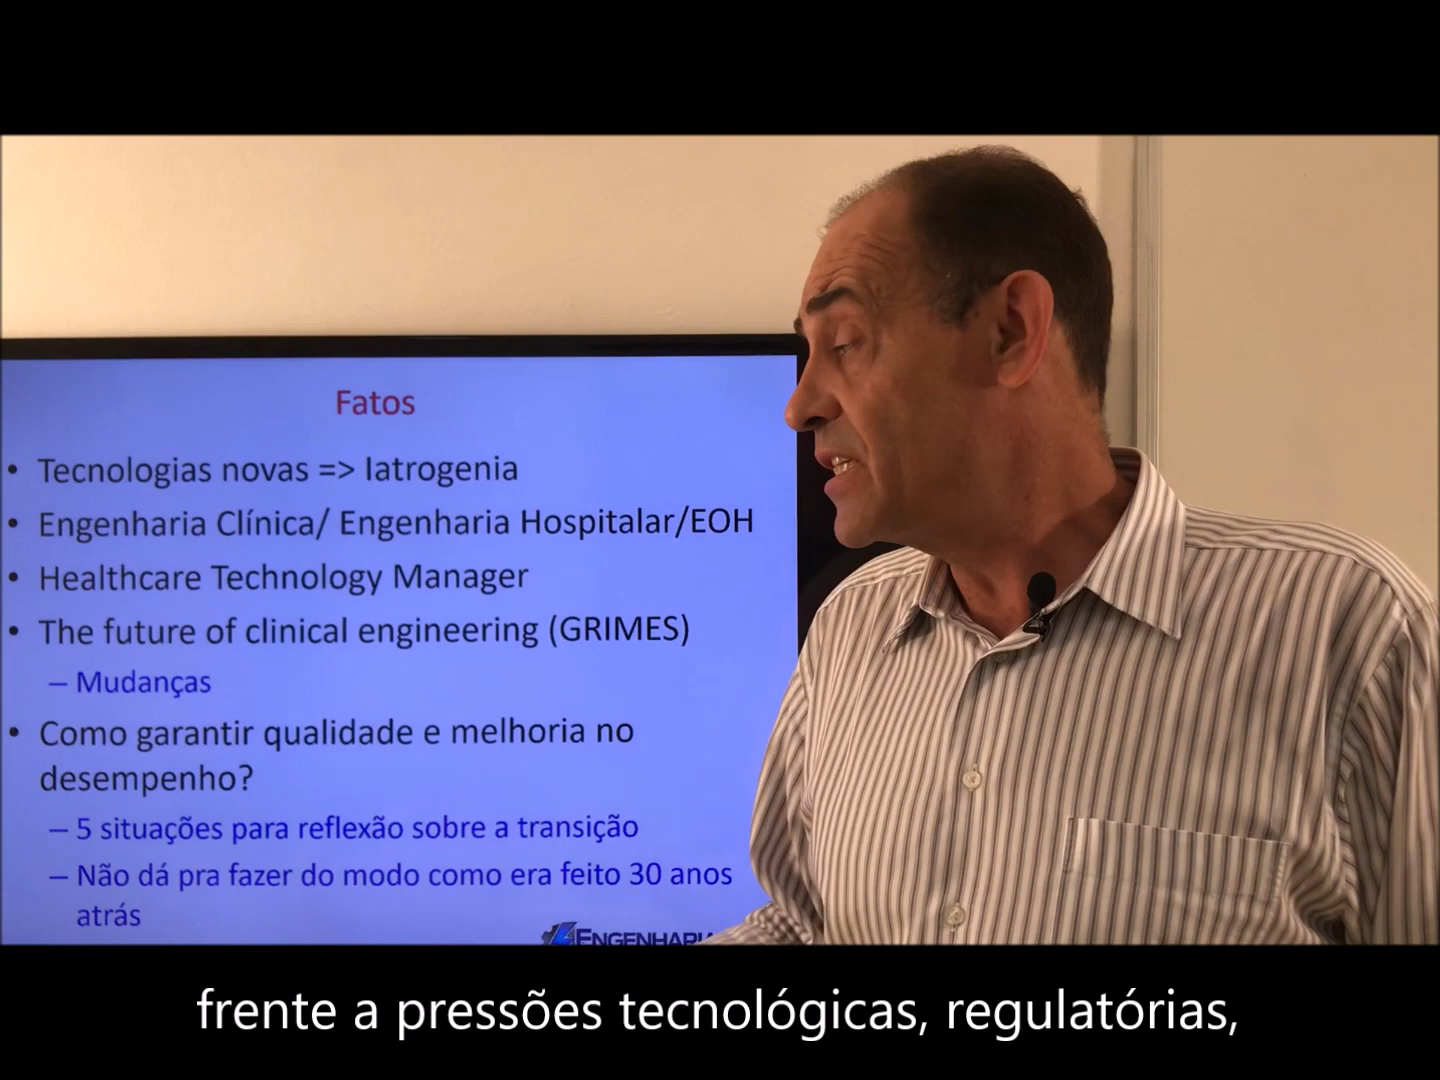 Fatos
• Tecnologias novas => Iatrogenia
• Engenharia Clínica/ Engenharia Hospitalar/EOH
• Healthcare Technology Manager
• The future of clinical engineering (GRIMES)
– Mudanças
• Como garantir qualidade e melhoria no
desempenho?
– 5 situações para reflexão sobre a transição
– Não dá pra fazer do modo como era feito 30 anos
atrás
frente a pressões tecnológicas, regulatórias,